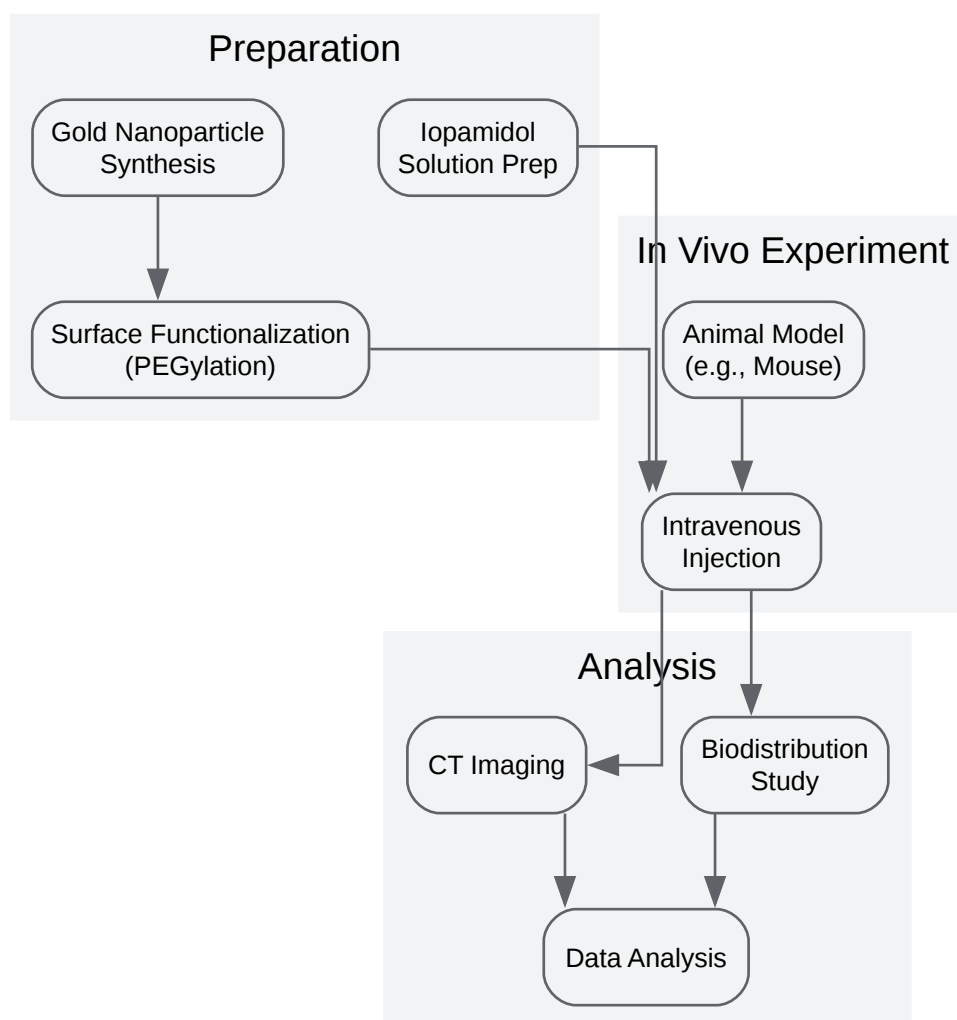 Preparation
Gold Nanoparticle
Synthesis
Iopamidol
Solution Prep
Surface Functionalization
(PEGylation)
In Vivo Experiment
Animal Model
(e.g., Mouse)
Intravenous
Injection
Analysis
CT Imaging
Biodistribution
Study
Data Analysis